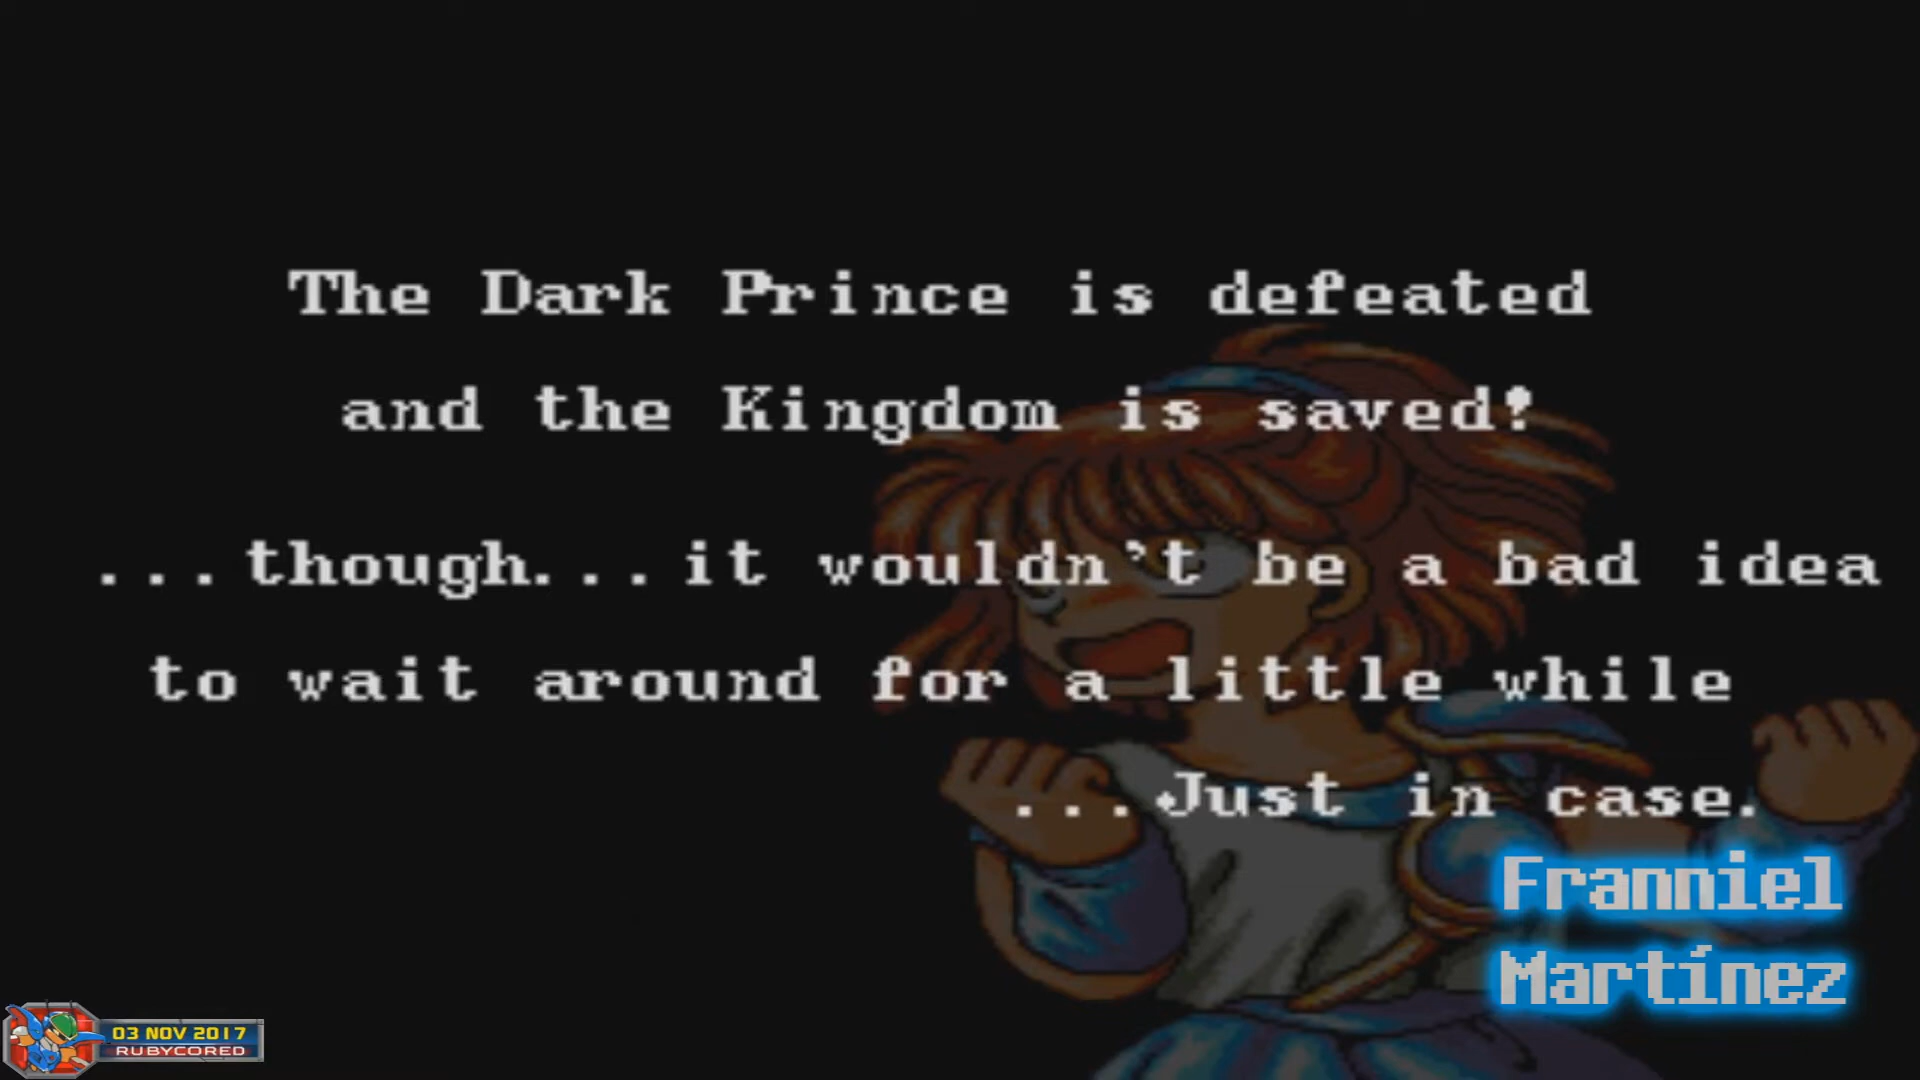 The Dark Prince is defeated
and the Kingdom is saved!
...though...it wouldn't be a bad idea
to wait around for a little while
...Just in case.
Franniel
Martínez
03 NOV 2017
RUBYCORED